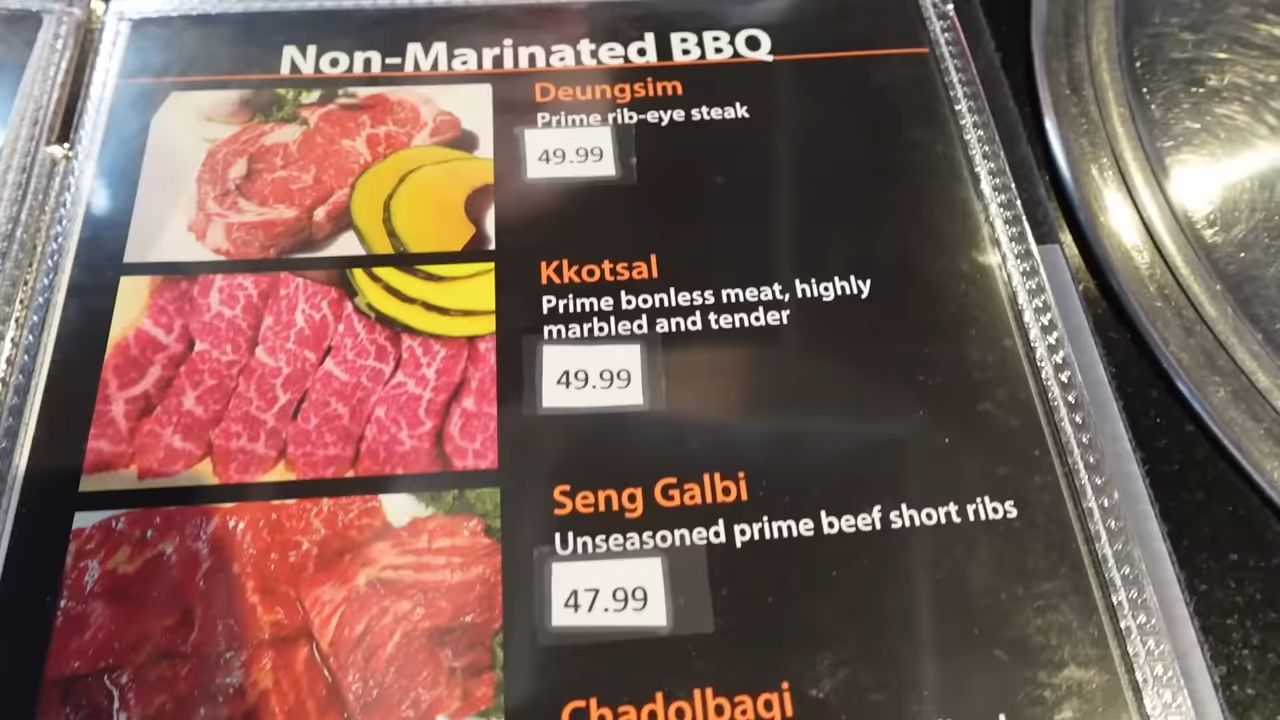 Non-Marinated BBQ
Deungsim
Prime rib-eye steak
49.99
Kkotsal
Prime bonless meat, highly
marbled and tender
49.99
Seng Galbi
Unseasoned prime beef short ribs
47.99
Chadolbagi